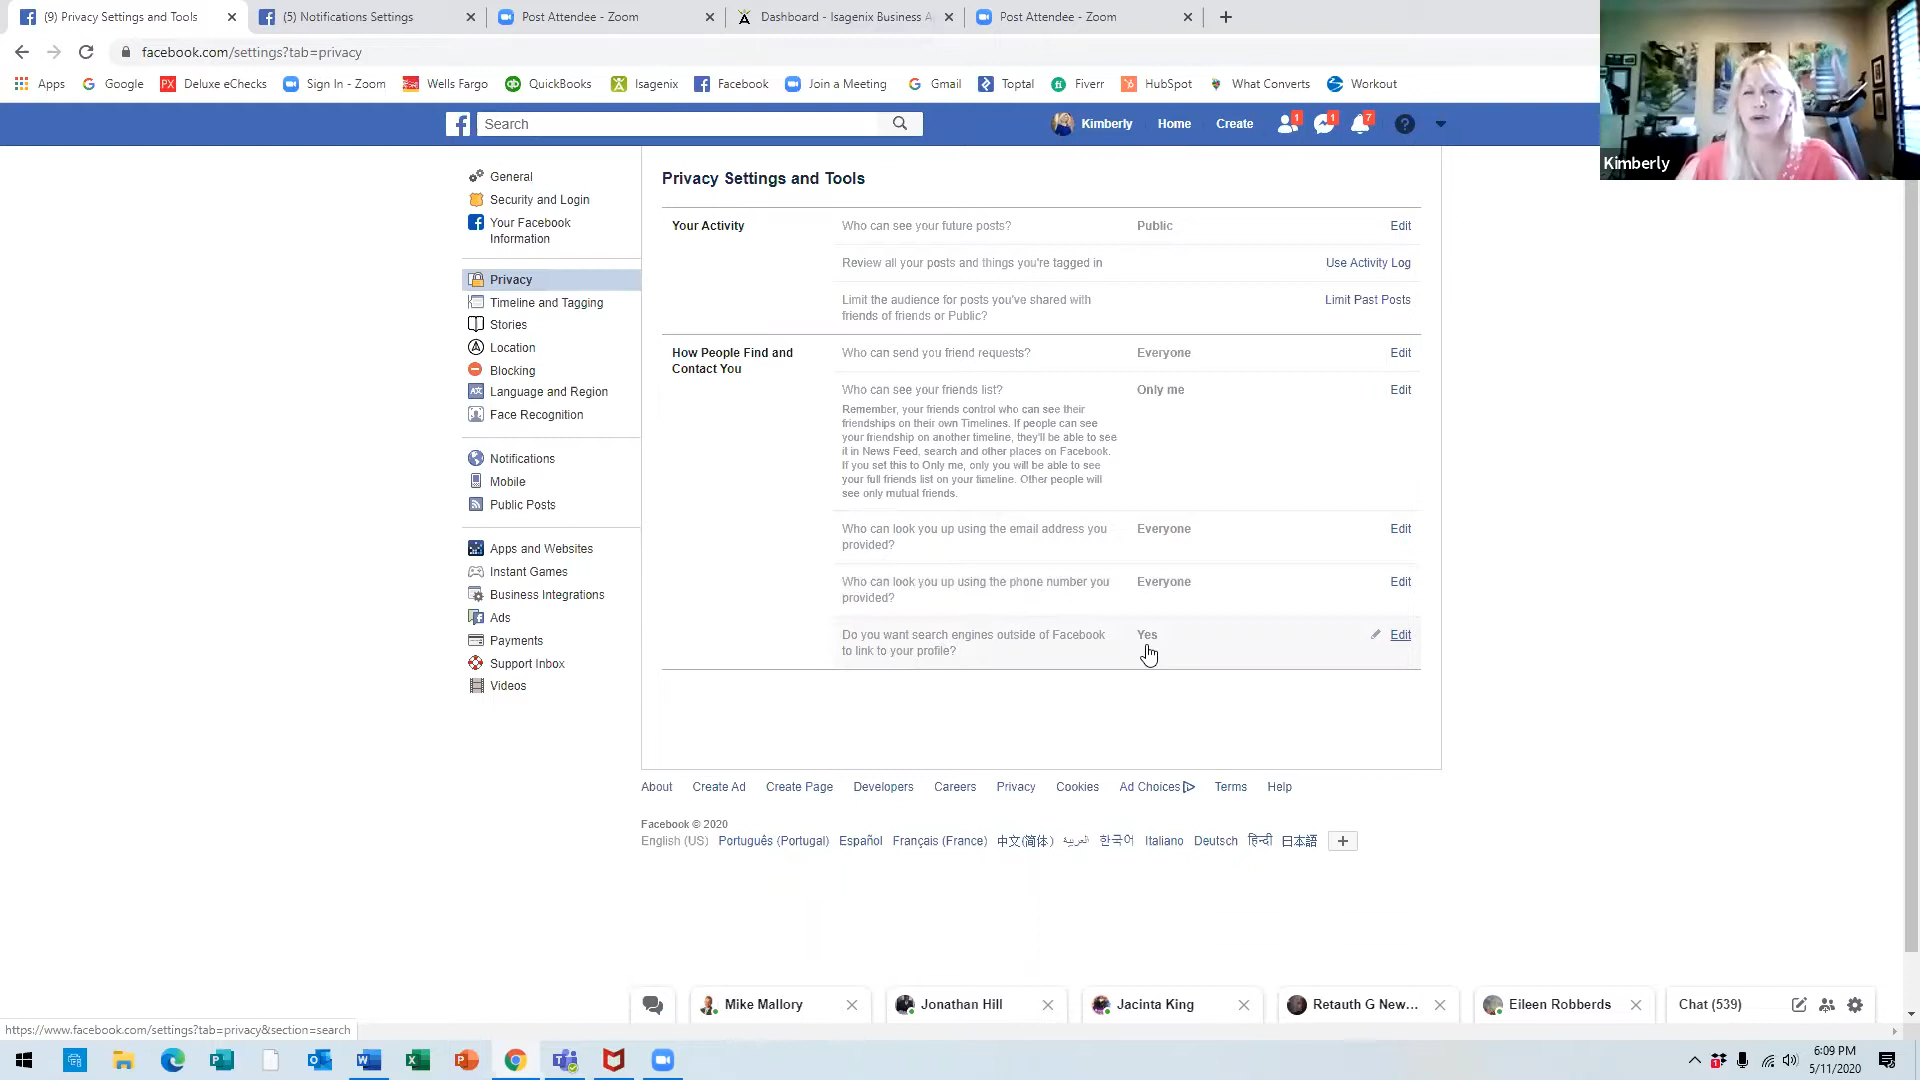 (9) Privacy Settings and Tools
(5) Notifications Settings
Post Attendee - Zoom
Dashboard - Isagenix Business A
Post Attendee - Zoom
facebook.com/settings?tab=privacy
Apps
Google
Deluxe eChecks
Sign In - Zoom
Wells Fargo
QuickBooks
Isagenix
Facebook
Join a Meeting
Gmail
Toptal
Fiverr
HubSpot
What Converts
Workout
Kimberly
Search
Kimberly
Home
Create
1
1
7
General
Security and Login
Your Facebook
Information
Privacy
Timeline and Tagging
Stories
Location
Blocking
Language and Region
Face Recognition
Notifications
Mobile
Public Posts
Apps and Websites
Instant Games
Business Integrations
Ads
Payments
Support Inbox
Videos
Privacy Settings and Tools
Your Activity
Who can see your future posts?
Public
Edit
Review all your posts and things you're tagged in
Use Activity Log
Limit the audience for posts you've shared with
friends of friends or Public?
Limit Past Posts
How People Find and
Contact You
Who can send you friend requests?
Everyone
Edit
Who can see your friends list?
Only me
Edit
Remember, your friends control who can see their
friendships on their own Timelines. If people can see
your friendship on another timeline, they'll be able to see
it in News Feed, search and other places on Facebook.
If you set this to Only me, only you will be able to see
your full friends list on your timeline. Other people will
see only mutual friends.
Who can look you up using the email address you
provided?
Everyone
Edit
Who can look you up using the phone number you
provided?
Everyone
Edit
Do you want search engines outside of Facebook
to link to your profile?
Yes
Edit
About
Create Ad
Create Page
Developers
Careers
Privacy
Cookies
Ad Choices
Terms
Help
Facebook © 2020
English (US)
Português (Portugal)
Español
Français (France)
中文(简体)
العربية
한국어
Italiano
Deutsch
हिन्दी
日本語
Mike Mallory
Jonathan Hill
Jacinta King
Retauth G New...
Eileen Robberds
Chat (539)
https://www.facebook.com/settings?tab=privacy&section=search
6:09 PM
5/11/2020